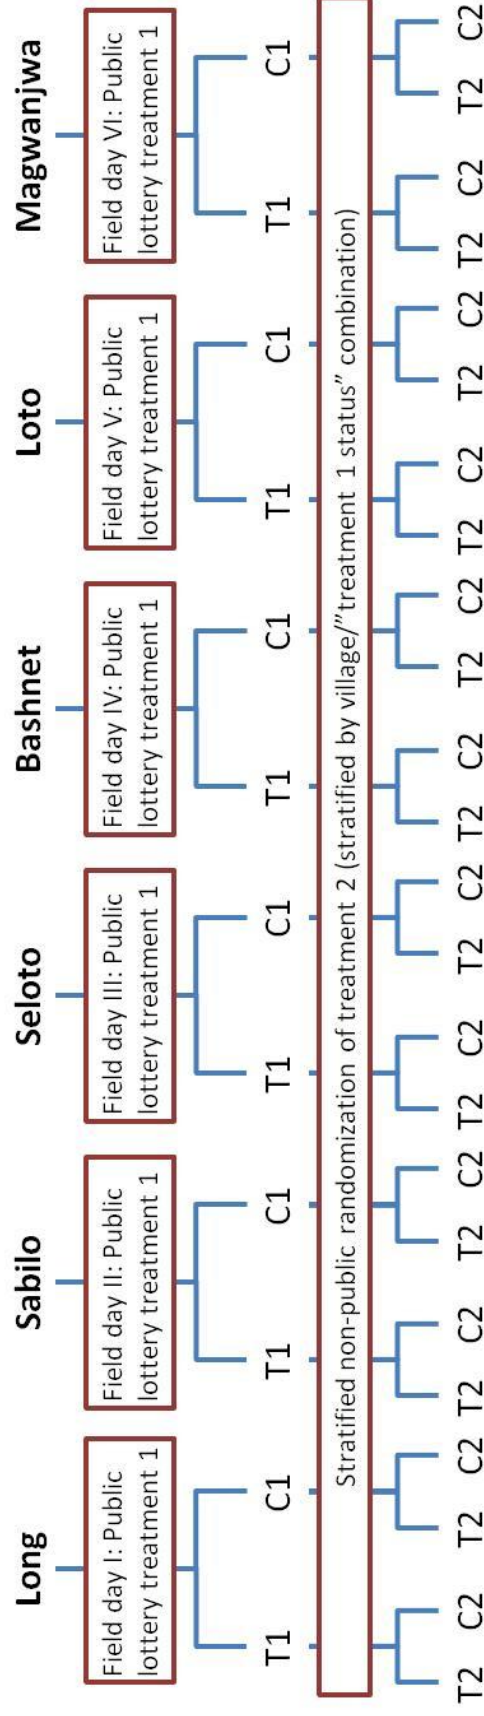 Long
Field day I: Public
lottery treatment 1
T1
C1
Sabilo
Field day II: Public
lottery treatment 1
T1
C1
Seloto
Field day III: Public
lottery treatment 1
T1
C1
Bashnet
Field day IV: Public
lottery treatment 1
T1
C1
Loto
Field day V: Public
lottery treatment 1
T1
C1
Magwanjwa
Field day VI: Public
lottery treatment 1
T1
C1
Stratified non-public randomization of treatment 2 (stratified by village/”treatment 1 status” combination)
T2 C2 T2 C2 T2 C2 T2 C2 T2 C2 T2 C2 T2 C2 T2 C2 T2 C2 T2 C2 T2 C2 T2 C2